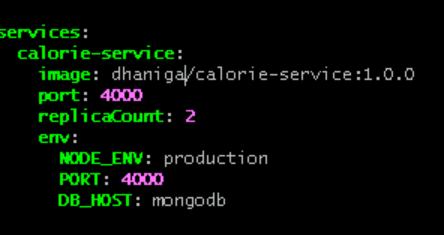 services:
calorie-service:
image: dhaniga/calorie-service:1.0.0
port: 4000
replicaCount: 2
env:
NODE_ENV: production
PORT: 4000
DB_HOST: mongodb